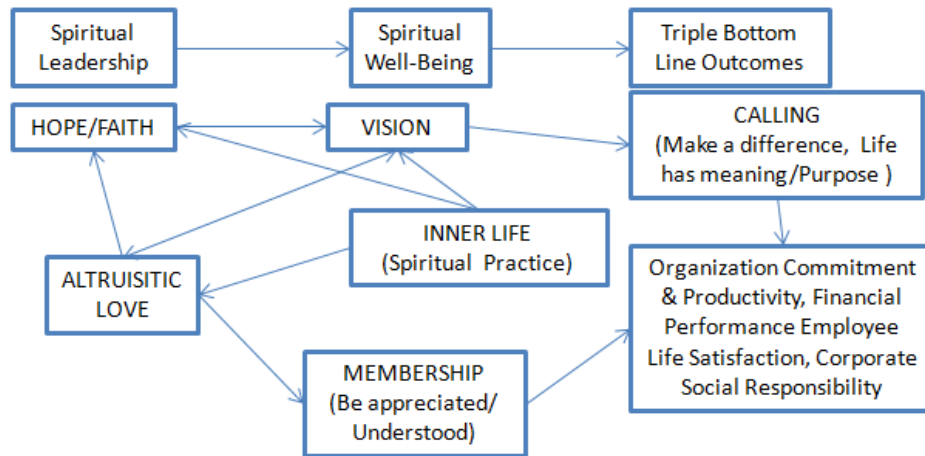 Spiritual
Leadership
Spiritual
Well-Being
Triple Bottom
Line Outcomes
HOPE/FAITH
VISION
CALLING
(Make a difference, Life
has meaning/Purpose )
INNER LIFE
(Spiritual Practice)
ALTRUISITIC
LOVE
Organization Commitment
& Productivity, Financial
Performance Employee
Life Satisfaction, Corporate
Social Responsibility
MEMBERSHIP
(Be appreciated/
Understood)